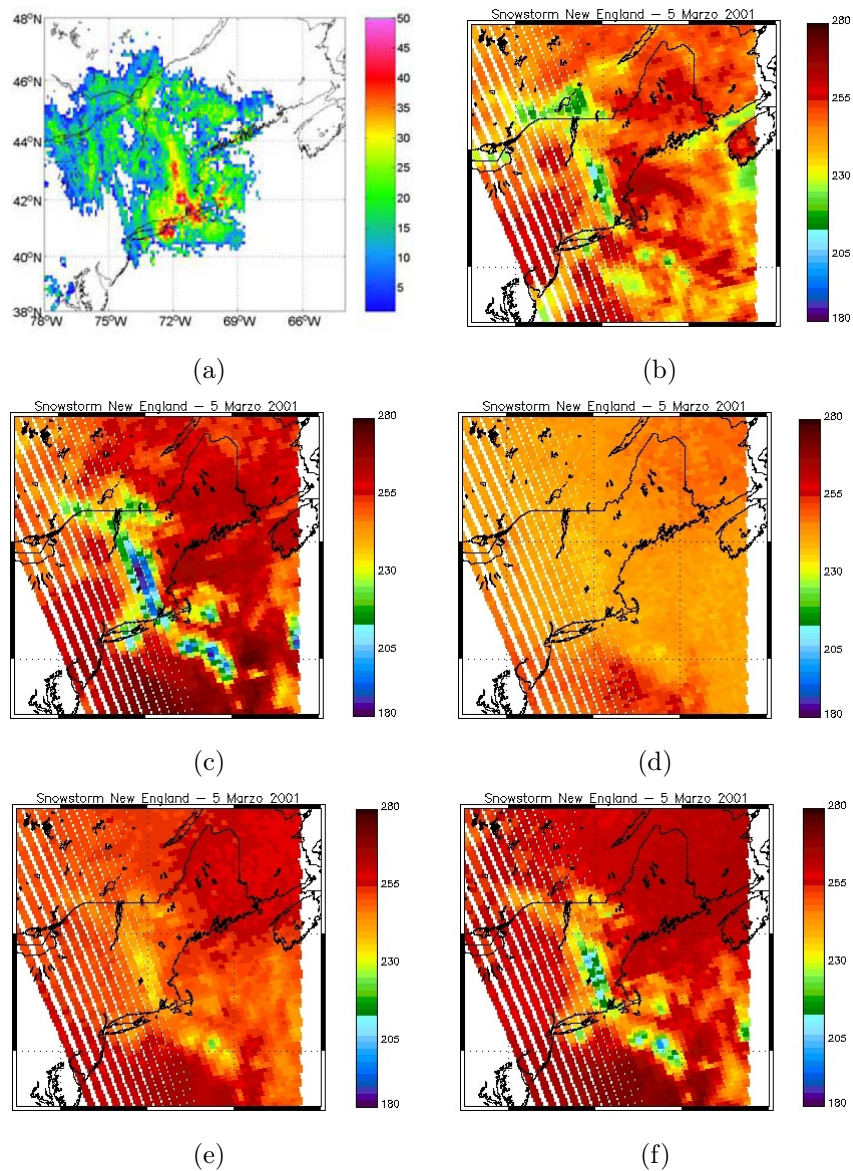 48°N
46°N
44°N
42°N
40°N
38°N
78°W 75°W 72°W 69°W 66°W
50
45
40
35
30
25
20
15
10
5
(a)
Snowstorm New England – 5 Marzo 2001
280
255
230
205
180
(b)
Snowstorm New England – 5 Marzo 2001
280
255
230
205
180
(c)
Snowstorm New England – 5 Marzo 2001
280
255
230
205
180
(d)
Snowstorm New England – 5 Marzo 2001
280
255
230
205
180
(e)
Snowstorm New England – 5 Marzo 2001
280
255
230
205
180
(f)